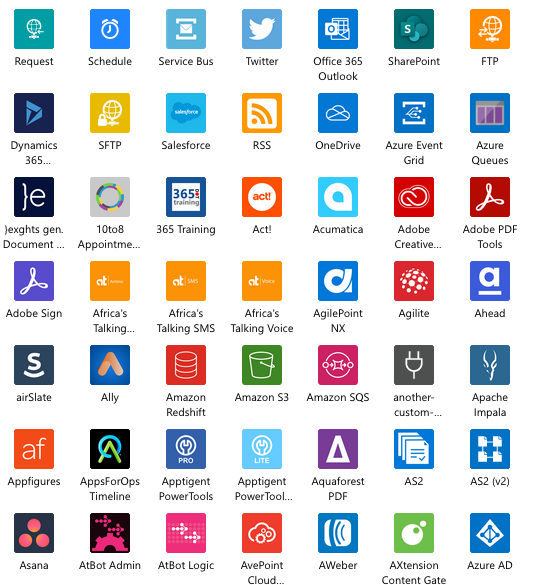 Request Schedule Service Bus Twitter Office 365 Outlook SharePoint FTP
salesforce
Dynamics 365... SFTP Salesforce RSS OneDrive Azure Event Grid Azure Queues
}e 365 training act!
}exghts gen. Document ... 10to8 Appointme... 365 Training Act! Acumatica Adobe Creative... Adobe PDF Tools
at SMS at Voice a
Adobe Sign Africa's Talking... Africa's Talking SMS Africa's Talking Voice AgilePoint NX Agilite Ahead
S
airSlate Ally Amazon Redshift Amazon S3 Amazon SQS another-custom-... Apache Impala
af PRO LITE
Appfigures AppsForOps Timeline Apptigent PowerTools Apptigent PowerTool... Aquaforest PDF AS2 AS2 (v2)
Asana AtBot Admin AtBot Logic AvePoint Cloud... AWeber AXtension Content Gate Azure AD